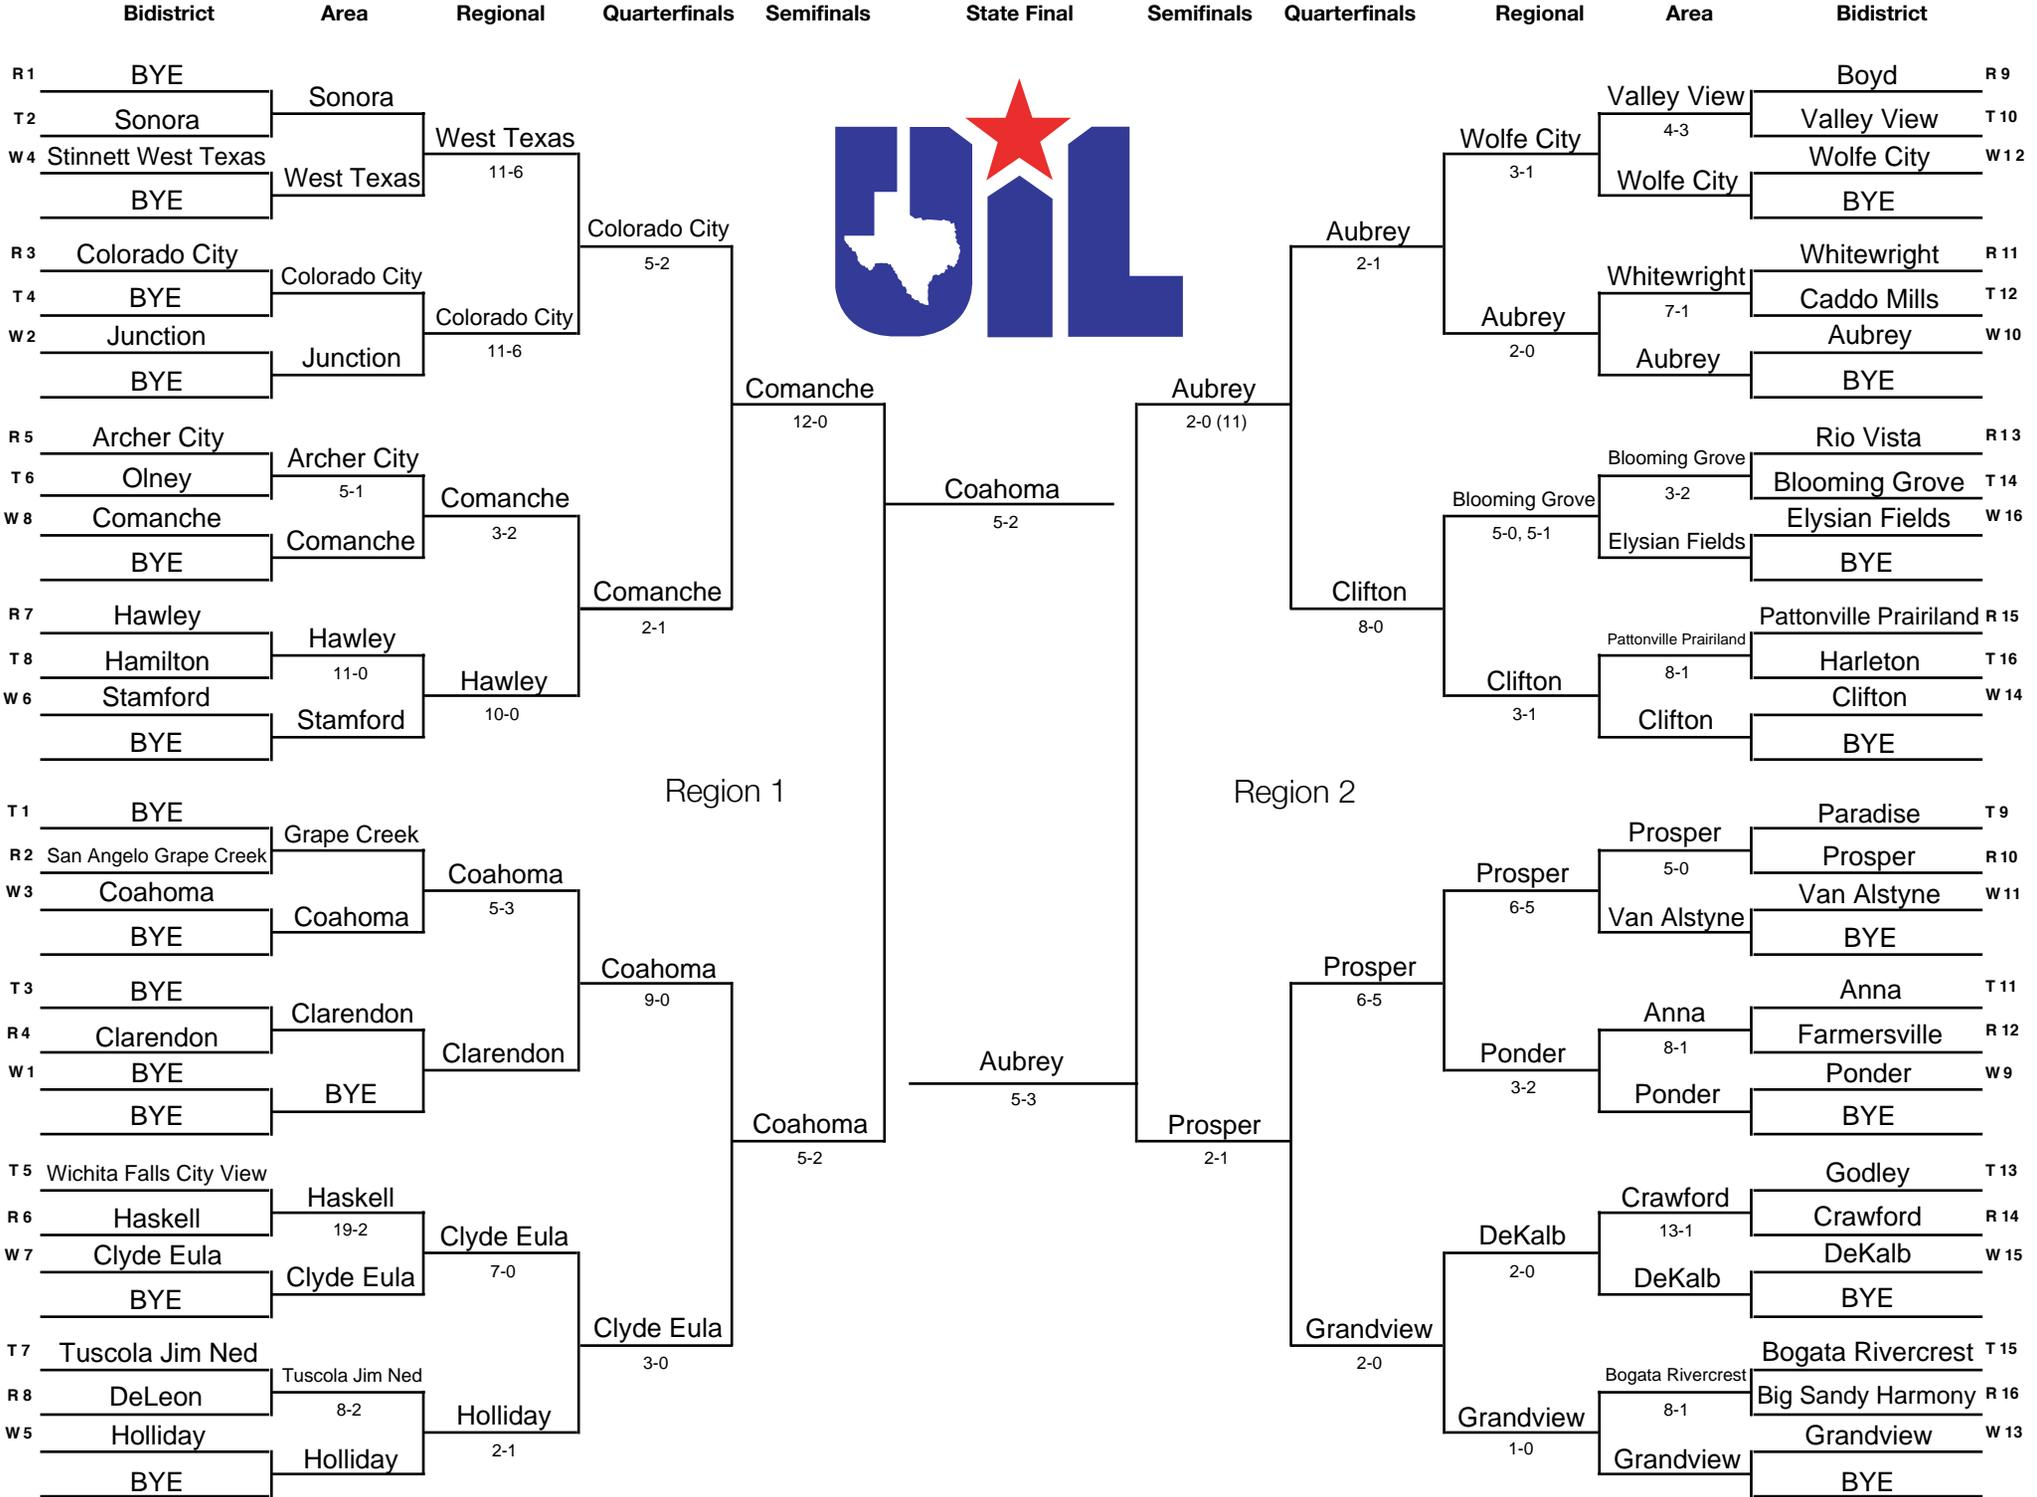 Bidistrict Area Regional Quarterfinals Semifinals State Final Semifinals Quarterfinals Regional Area Bidistrict
R 1 BYE
Sonora
T 2 Sonora
West Texas
11-6
W 4 Stinnett West Texas
West Texas
BYE
Colorado City
5-2
R 3 Colorado City
Colorado City
T 4 BYE
Colorado City
11-6
W 2 Junction
Junction
BYE
Comanche
12-0
R 5 Archer City
Archer City
5-1
T 6 Olney
Comanche
3-2
W 8 Comanche
Comanche
BYE
Comanche
2-1
R 7 Hawley
Hawley
11-0
T 8 Hamilton
Hawley
10-0
W 6 Stamford
Stamford
BYE
Region 1
Coahoma
5-2
T 1 BYE
Grape Creek
R 2 San Angelo Grape Creek
Coahoma
5-3
W 3 Coahoma
Coahoma
BYE
Coahoma
9-0
T 3 BYE
Clarendon
R 4 Clarendon
Clarendon
W 1 BYE
BYE
BYE
Coahoma
5-2
T 5 Wichita Falls City View
Haskell
19-2
R 6 Haskell
Clyde Eula
7-0
W 7 Clyde Eula
Clyde Eula
BYE
Clyde Eula
3-0
T 7 Tuscola Jim Ned
Tuscola Jim Ned
8-2
R 8 DeLeon
Holliday
2-1
W 5 Holliday
Holliday
BYE
UIL
Boyd R 9
Valley View
4-3
Valley View T 10
Wolfe City
3-1
Wolfe City W 1 2
Wolfe City
BYE
Aubrey
2-1
Whitewright R 11
Whitewright
7-1
Caddo Mills T 12
Aubrey
2-0
Aubrey W 10
Aubrey
BYE
Aubrey
2-0 (11)
Rio Vista R 1 3
Blooming Grove
3-2
Blooming Grove T 14
Blooming Grove
5-0, 5-1
Elysian Fields W 16
Elysian Fields
BYE
Clifton
8-0
Pattonville Prairiland R 15
Pattonville Prairiland
8-1
Harleton T 16
Clifton
3-1
Clifton W 14
Clifton
BYE
Region 2
Aubrey
5-3
Paradise T 9
Prosper
5-0
Prosper R 10
Prosper
6-5
Van Alstyne W 11
Van Alstyne
BYE
Prosper
6-5
Anna T 11
Anna
8-1
Farmersville R 12
Ponder
3-2
Ponder W 9
Ponder
BYE
Prosper
2-1
Godley T 13
Crawford
13-1
Crawford R 14
DeKalb
2-0
DeKalb W 15
DeKalb
BYE
Grandview
2-0
Bogata Rivercrest T 15
Bogata Rivercrest
8-1
Big Sandy Harmony R 16
Grandview
1-0
Grandview W 13
Grandview
BYE